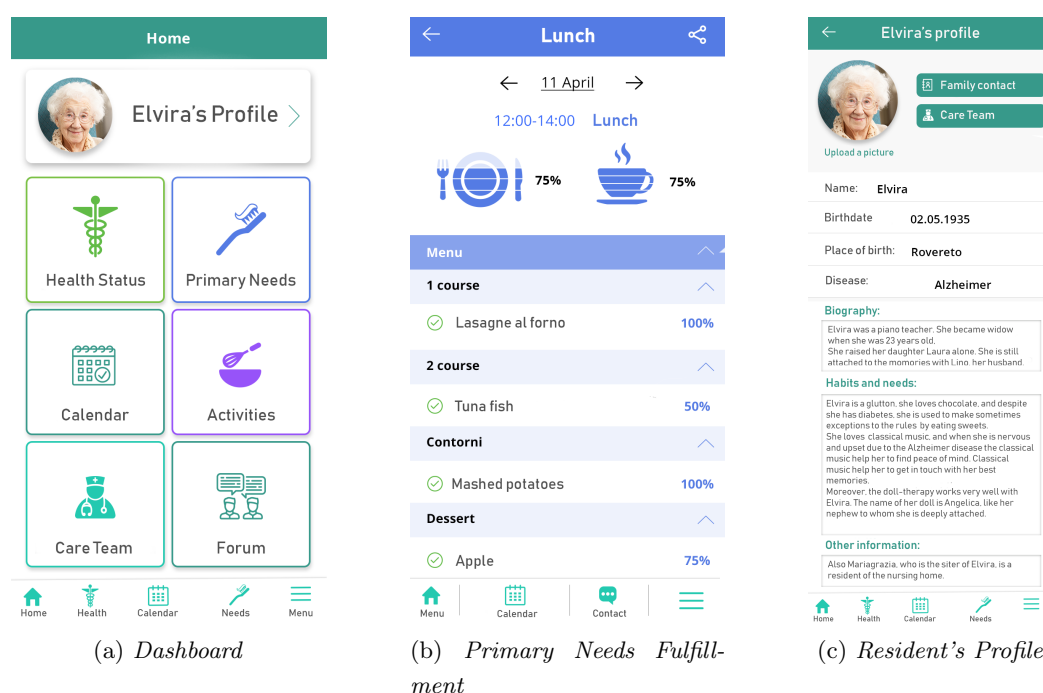 Home
Elvira's Profile
Health Status
Primary Needs
Calendar
Activities
Care Team
Forum
Home Health Calendar Needs Menu
(a) Dashboard
Lunch
11 April
12:00-14:00 Lunch
75%
75%
Menu
1 course
Lasagne al forno 100%
2 course
Tuna fish 50%
Contorni
Mashed potatoes 100%
Dessert
Apple 75%
Menu Calendar Contact
(b) Primary Needs Fulfill-
ment
Elvira's profile
Family contact
Care Team
Upload a picture
Name: Elvira
Birthdate 02.05.1935
Place of birth: Rovereto
Disease: Alzheimer
Biography:
Elvira was a piano teacher. She became widow
when she was 23 years old.
She raised her daughter Laura alone. She is still
attached to the momories with Lino, her husband.
Habits and needs:
Elvira is a glutton, she loves chocolate, and despite
she has diabetes, she is used to make sometimes
exceptions to the rules by eating sweets.
She loves classical music, and when she is nervous
and upset due to the Alzheimer disease the classical
music help her to find peace of mind. Classical
music help her to get in touch with her best
memories.
Moreover, the doll-therapy works very well with
Elvira. The name of her doll is Angelica, like her
nephew to whom she is deeply attached.
Other information:
Also Mariagrazia, who is the siter of Elvira, is a
resident of the nursing home.
Home Health Calendar Needs
(c) Resident's Profile